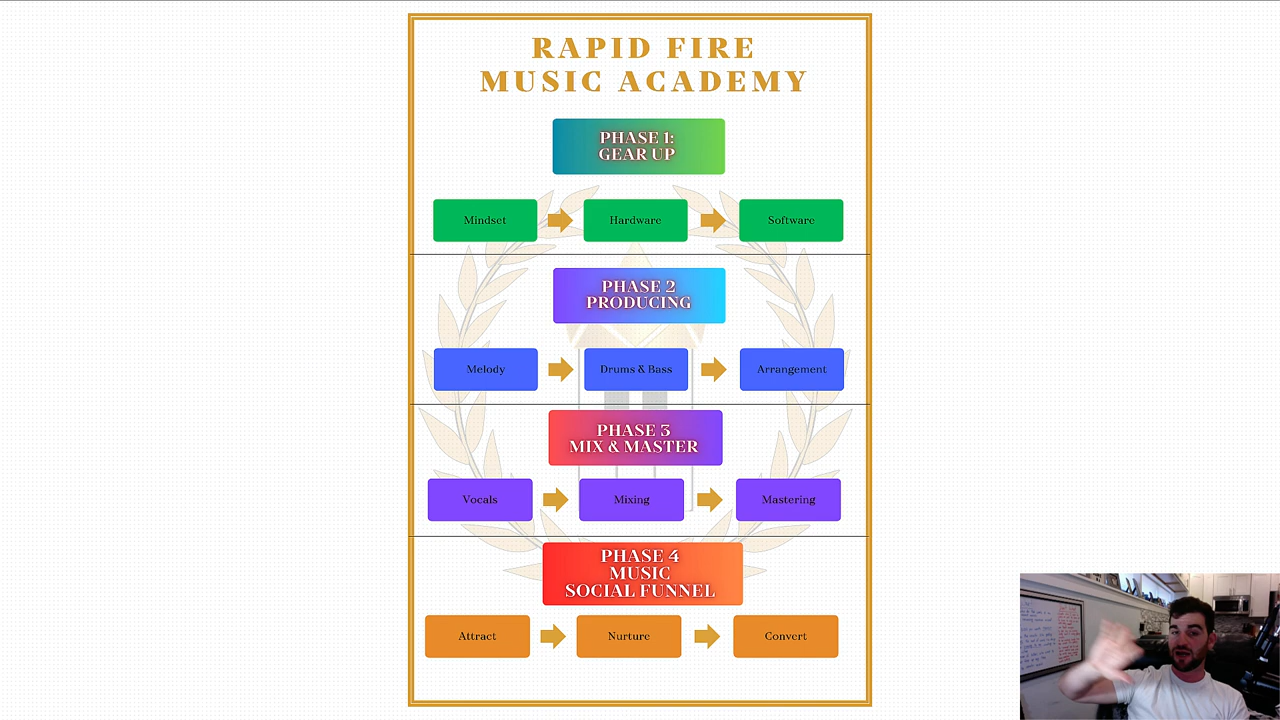 RAPID FIRE
MUSIC ACADEMY
PHASE 1:
GEAR UP
Mindset
Hardware
Software
PHASE 2
PRODUCING
Melody
Drums & Bass
Arrangement
PHASE 3
MIX & MASTER
Vocals
Mixing
Mastering
PHASE 4
MUSIC
SOCIAL FUNNEL
Attract
Nurture
Convert